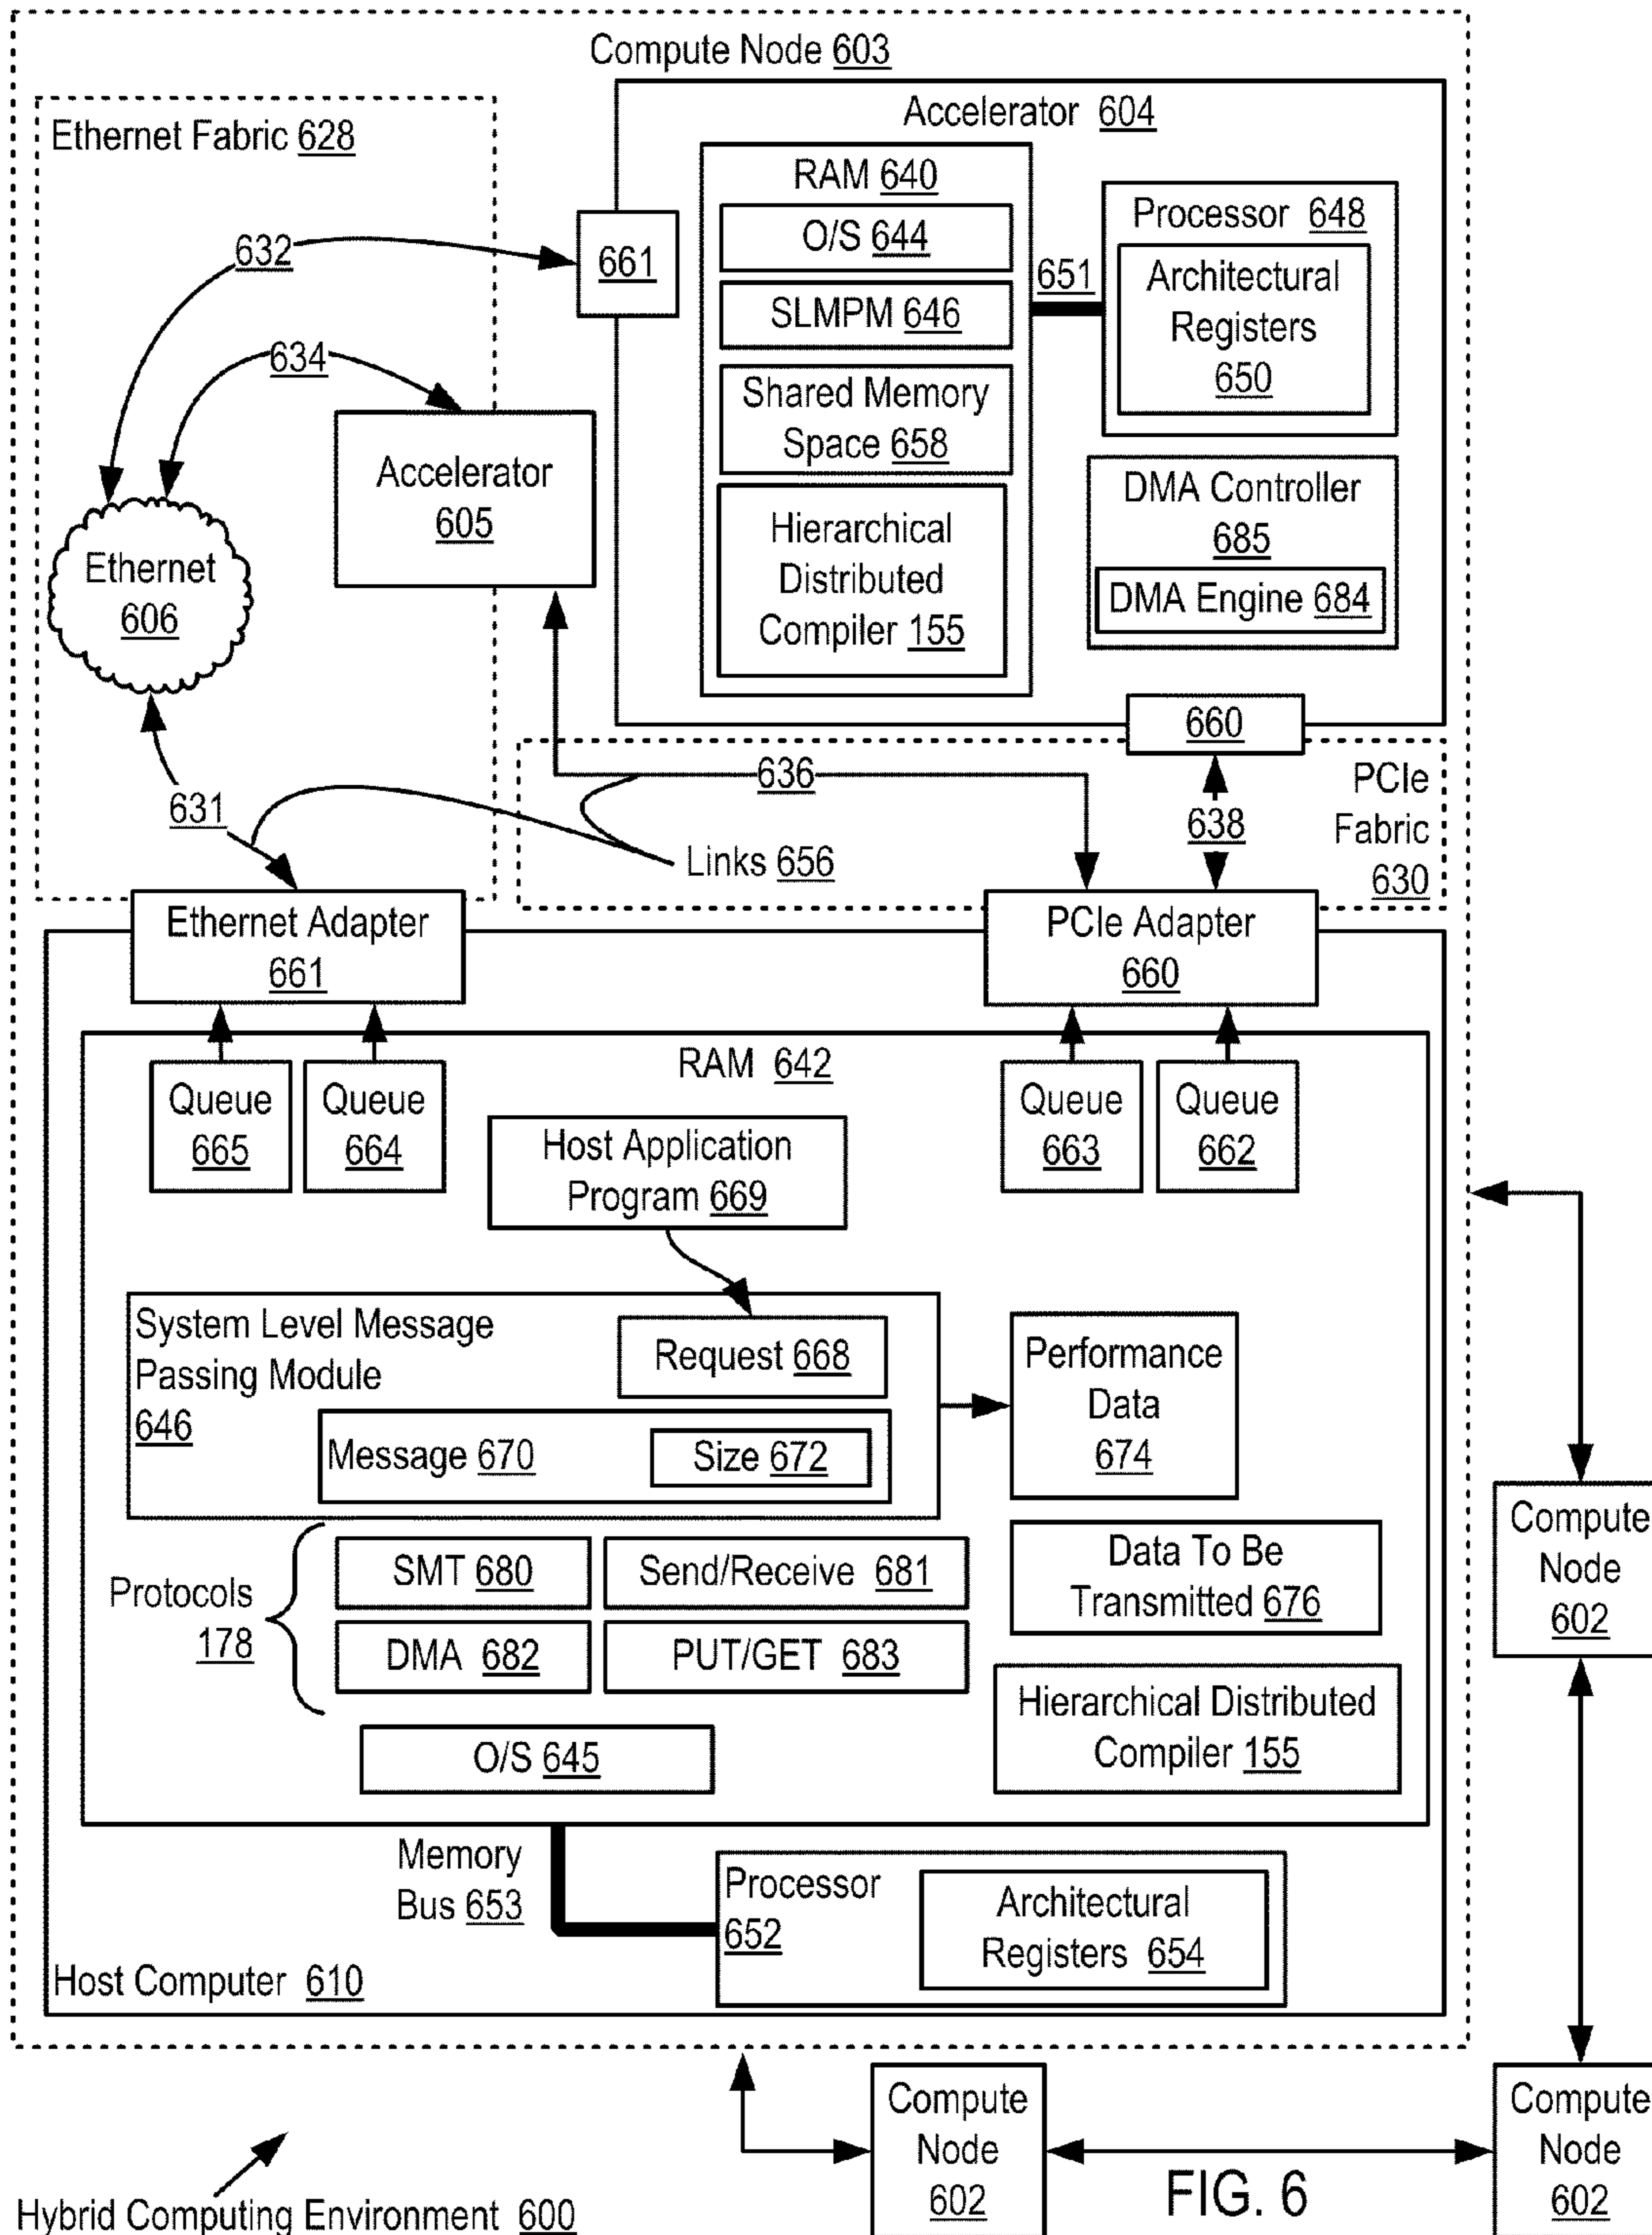 Compute Node 603
Ethernet Fabric 628
Accelerator 604
RAM 640
O/S 644
SLMPM 646
Shared Memory
Space 658
Hierarchical
Distributed
Compiler 155
651
Processor 648
Architectural
Registers
650
DMA Controller
685
DMA Engine 684
661
632
634
Accelerator
605
Ethernet
606
631
660
636
638
PCIe
Fabric
630
Links 656
Ethernet Adapter
661
PCIe Adapter
660
RAM 642
Queue
665
Queue
664
Queue
663
Queue
662
Host Application
Program 669
System Level Message
Passing Module
646
Request 668
Message 670
Size 672
Performance
Data
674
Protocols
178
SMT 680
Send/Receive 681
DMA 682
PUT/GET 683
Data To Be
Transmitted 676
Hierarchical Distributed
Compiler 155
O/S 645
Memory
Bus 653
Processor
652
Architectural
Registers 654
Host Computer 610
Compute
Node
602
Compute
Node
602
Compute
Node
602
FIG. 6
Hybrid Computing Environment 600